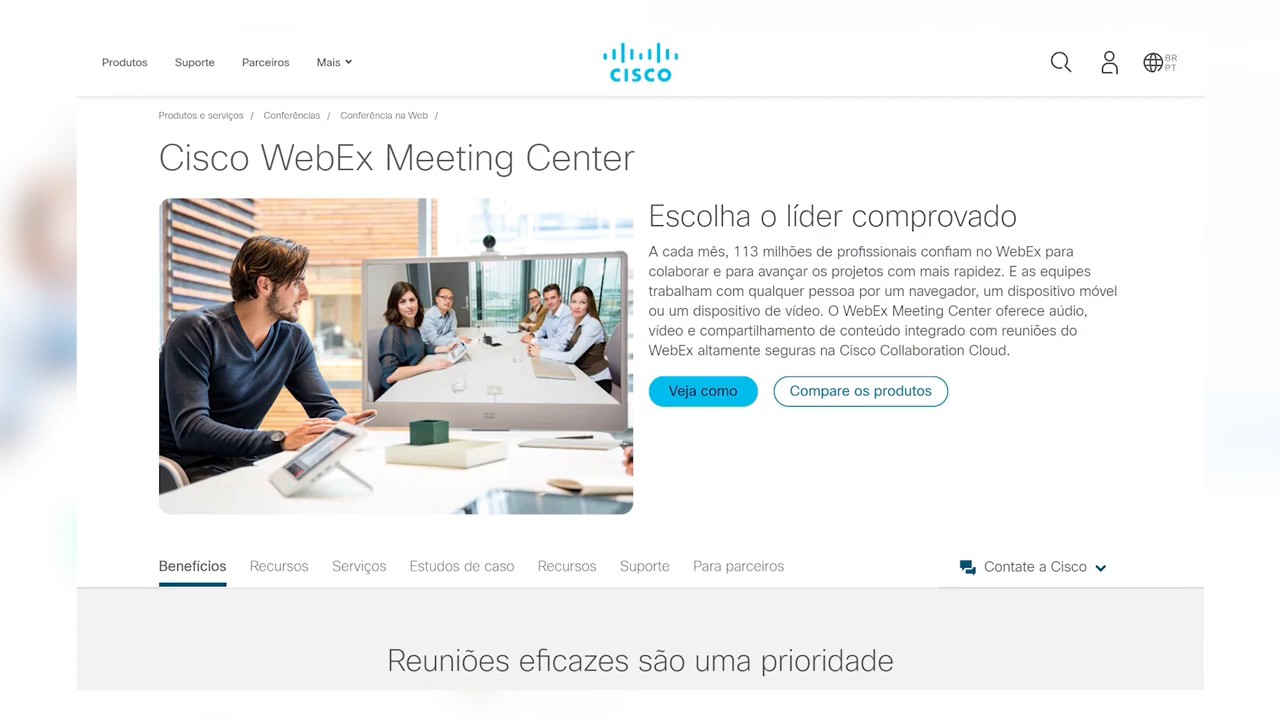 Produtos Suporte Parceiros Mais
CISCO
BR
PT
Produtos e serviços / Conferências / Conferência na Web /
Cisco WebEx Meeting Center
Escolha o líder comprovado
A cada mês, 113 milhões de profissionais confiam no WebEx para
colaborar e para avançar os projetos com mais rapidez. E as equipes
trabalham com qualquer pessoa por um navegador, um dispositivo móvel
ou um dispositivo de vídeo. O WebEx Meeting Center oferece aúdio,
vídeo e compartilhamento de conteúdo integrado com reuniões do
WebEx altamente seguras na Cisco Collaboration Cloud.
Veja como Compare os produtos
Benefícios Recursos Serviços Estudos de caso Recursos Suporte Para parceiros Contate a Cisco
Reuniões eficazes são uma prioridade